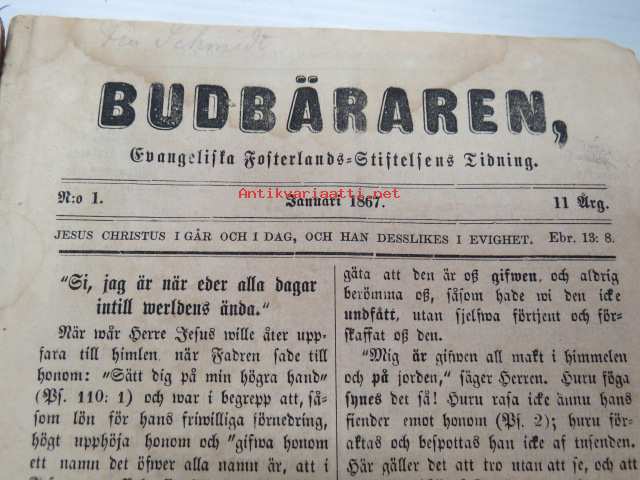 Den Schmidt
BUDBÄRAREN,
Evangeliska Fosterlands-Stiftelsens Tidning.
N:o 1. Januari 1867. 11 Årg.
Antikvariaatti.net
JESUS CHRISTUS I GÅR OCH I DAG, OCH HAN DESSLIKES I EVIGHET. Ebr. 13: 8.
"Si, jag är när eder alla dagar
intill werldens ända."
När wår Herre Jesus wille åter upp-
fara till himlen, när Fadren sade till
honom: "Sätt dig på min högra hand"
(Ps. 110: 1) och war i begrepp att, så-
som lön för hans friwilliga förnedring,
högt upphöja honom och "gifwa honom
ett namn det öfwer alla namn är, att i
gäta att den är oß gifwen, och aldrig
berömma oß, såsom hade wi den icke
undfått, utan sjelfwa förtjent och för-
skaffat oß den.
"Mig är gifwen all makt i himmelen
och på jorden," säger Herren. Huru föga
synes det så! Huru rasa icke ännu hans
fiender emot honom (Ps. 2); huru för-
aktas och bespottas han icke af tusenden.
Här gäller det att tro utan att se, och att